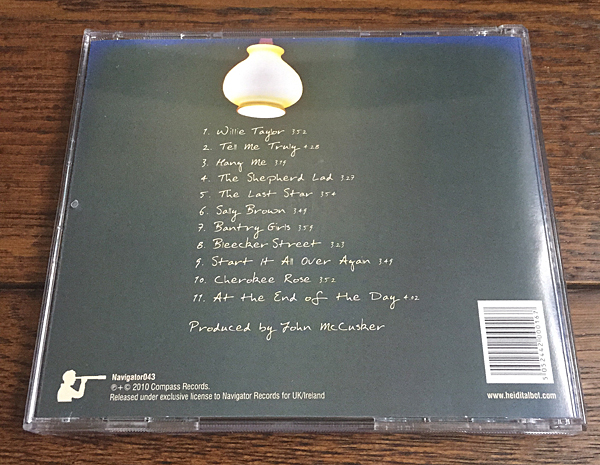 1. Willie Taylor 3.52
2. Tell Me Truly 4.28
3. Hang Me 3.19
4. The Shepherd Lad 3.27
5. The Last Star 3.54
6. Sally Brown 3.49
7. Bantry Girls 3.59
8. Bleecker Street 3.23
9. Start It All Over Again 3.49
10. Cherokee Rose 3.52
11. At the End of the Day 4.02
Produced by John McCusker
Navigator043
℗+© 2010 Compass Records.
Released under exclusive license to Navigator Records for UK/Ireland
www.heiditalbot.com